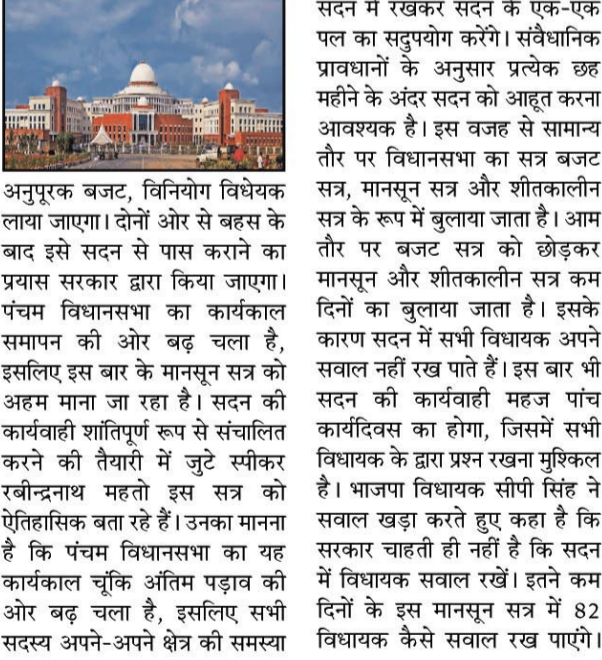 अनुपूरक बजट, विनियोग विधेयक
लाया जाएगा। दोनों ओर से बहस के
बाद इसे सदन से पास कराने का
प्रयास सरकार द्वारा किया जाएगा।
पंचम विधानसभा का कार्यकाल
समापन की ओर बढ़ चला है,
इसलिए इस बार के मानसून सत्र को
अहम माना जा रहा है। सदन की
कार्यवाही शांतिपूर्ण रूप से संचालित
करने की तैयारी में जुटे स्पीकर
रबीन्द्रनाथ महतो इस सत्र को
ऐतिहासिक बता रहे हैं। उनका मानना
है कि पंचम विधानसभा का यह
कार्यकाल चूंकि अंतिम पड़ाव की
ओर बढ़ चला है, इसलिए सभी
सदस्य अपने-अपने क्षेत्र की समस्या
सदन में रखकर सदन के एक-एक
पल का सदुपयोग करेंगे। संवैधानिक
प्रावधानों के अनुसार प्रत्येक छह
महीने के अंदर सदन को आहूत करना
आवश्यक है। इस वजह से सामान्य
तौर पर विधानसभा का सत्र बजट
सत्र, मानसून सत्र और शीतकालीन
सत्र के रूप में बुलाया जाता है। आम
तौर पर बजट सत्र को छोड़कर
मानसून और शीतकालीन सत्र कम
दिनों का बुलाया जाता है। इसके
कारण सदन में सभी विधायक अपने
सवाल नहीं रख पाते हैं। इस बार भी
सदन की कार्यवाही महज पांच
कार्यदिवस का होगा, जिसमें सभी
विधायक के द्वारा प्रश्न रखना मुश्किल
है। भाजपा विधायक सीपी सिंह ने
सवाल खड़ा करते हुए कहा है कि
सरकार चाहती ही नहीं है कि सदन
में विधायक सवाल रखें। इतने कम
दिनों के इस मानसून सत्र में 82
विधायक कैसे सवाल रख पाएंगे।